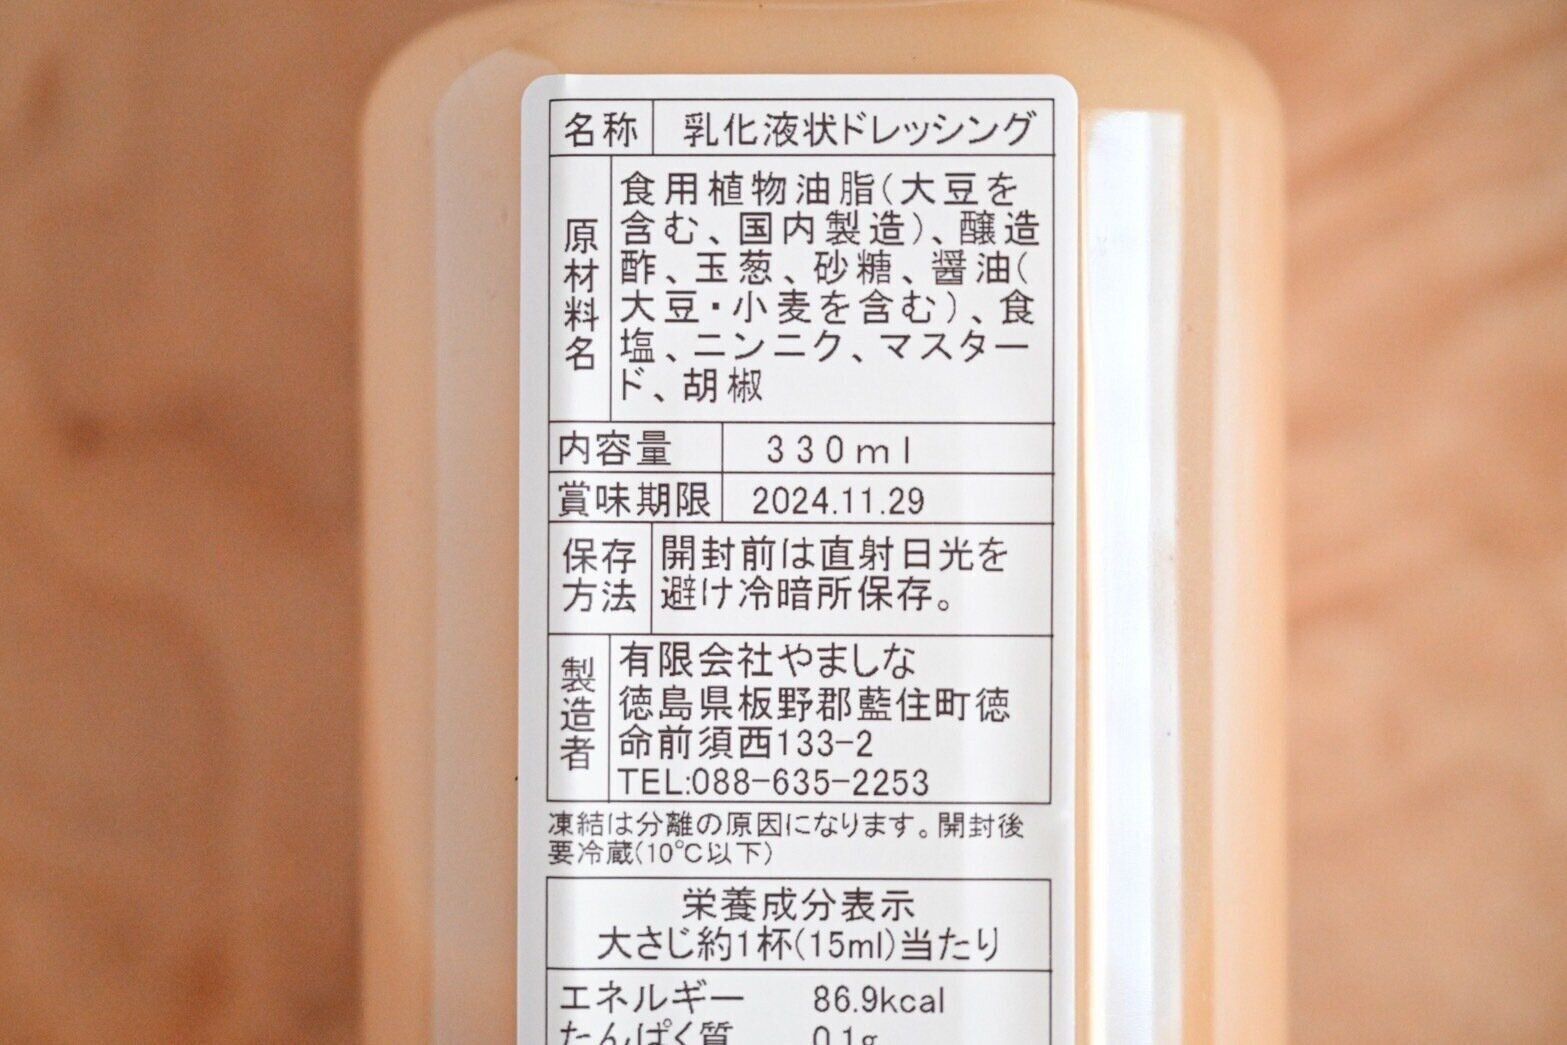 名称 乳化液状ドレッシング
原材料名 食用植物油脂(大豆を
含む、国内製造)、醸造
酢、玉葱、砂糖、醤油(
大豆・小麦を含む)、食
塩、ニンニク、マスター
ド、胡椒
内容量 330ml
賞味期限 2024.11.29
保存方法 開封前は直射日光を
避け冷暗所保存。
製造者 有限会社やましな
徳島県板野郡藍住町徳
命前須西133-2
TEL:088-635-2253
凍結は分離の原因になります。開封後
要冷蔵(10℃以下)
栄養成分表示
大さじ約1杯(15ml)当たり
エネルギー 86.9kcal
たんぱく質 0.1g